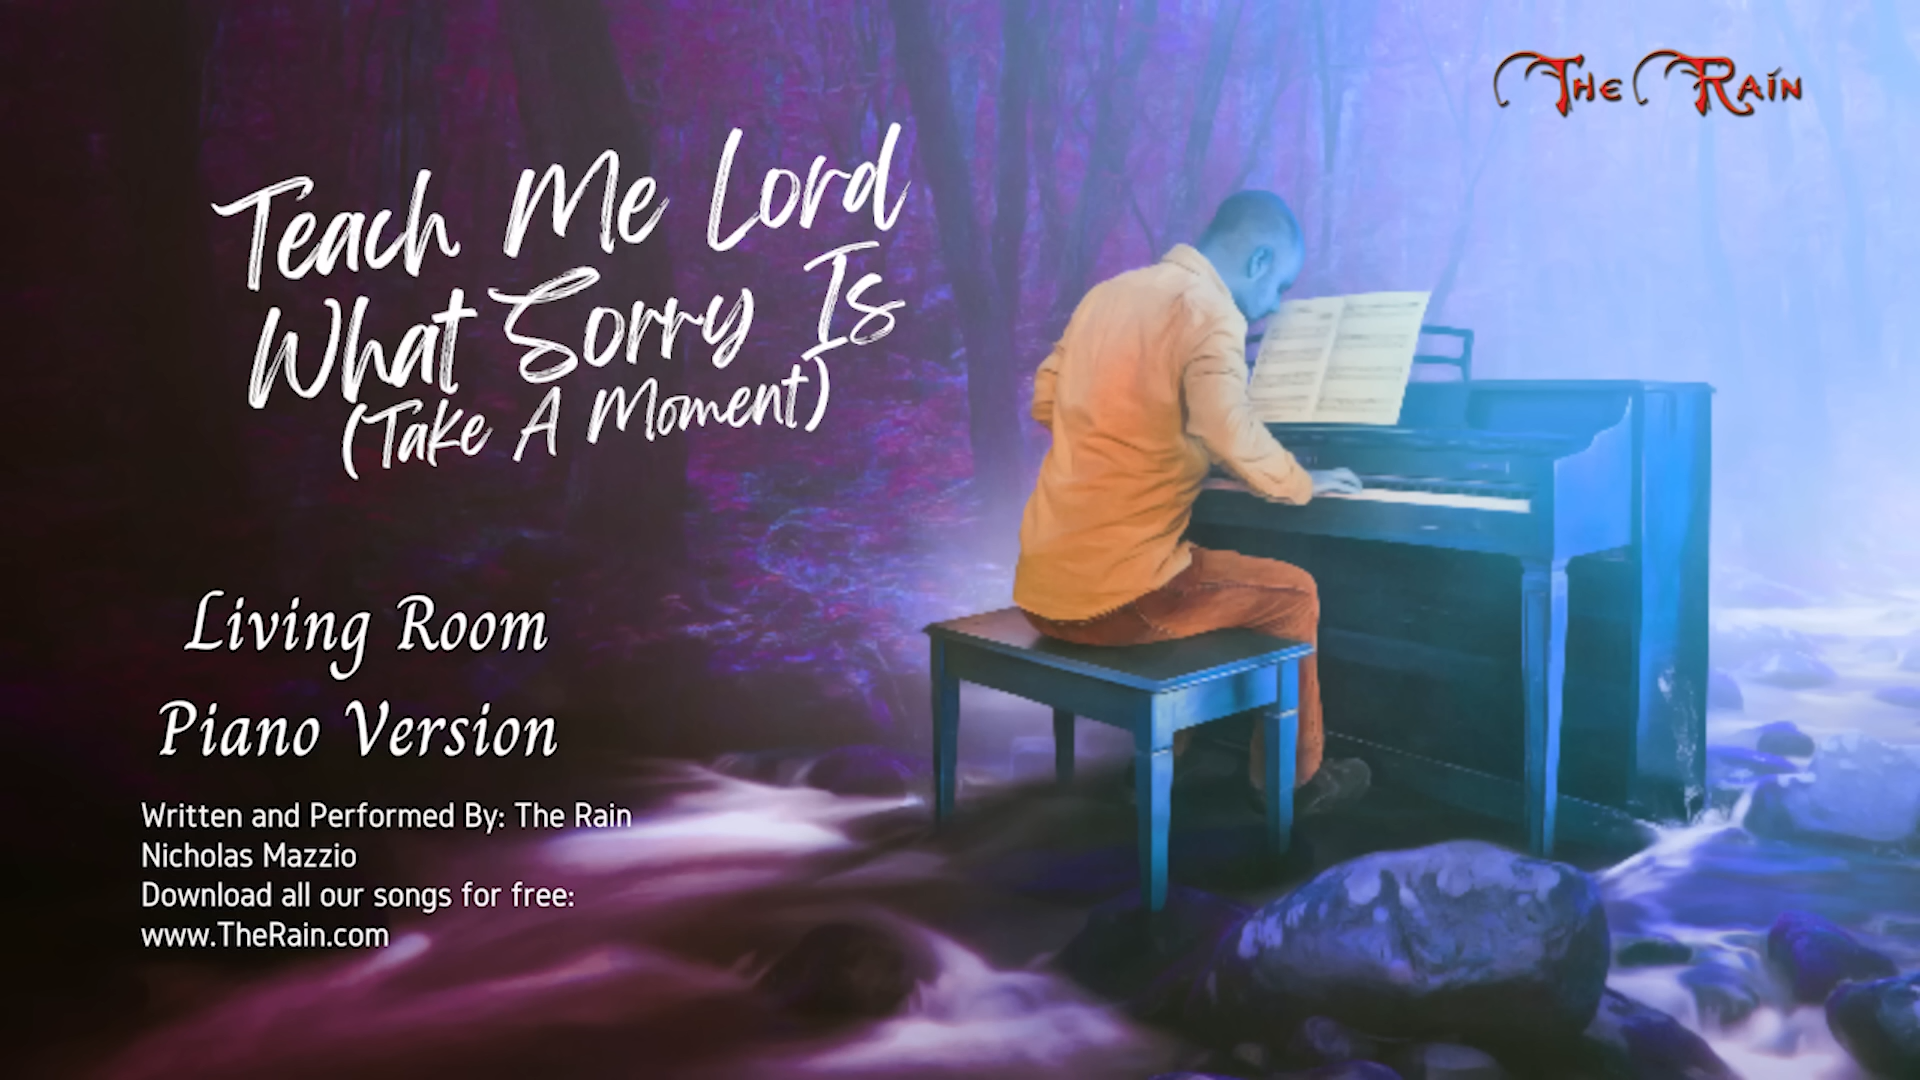 The Rain
Teach Me Lord
What Sorry Is
(Take A Moment)
Living Room
Piano Version
Written and Performed By: The Rain
Nicholas Mazzio
Download all our songs for free:
www.TheRain.com